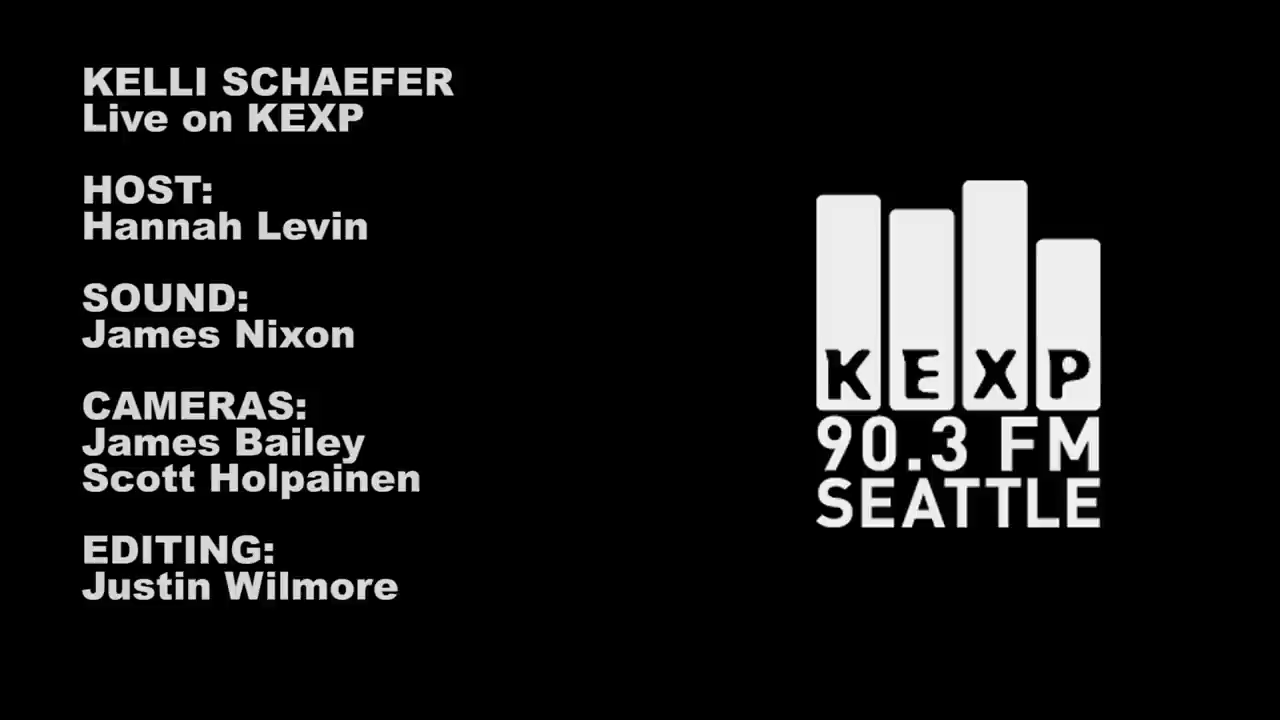 KELLI SCHAEFER
Live on KEXP
HOST:
Hannah Levin
SOUND:
James Nixon
CAMERAS:
James Bailey
Scott Holpainen
EDITING:
Justin Wilmore
KEXP
90.3 FM
SEATTLE